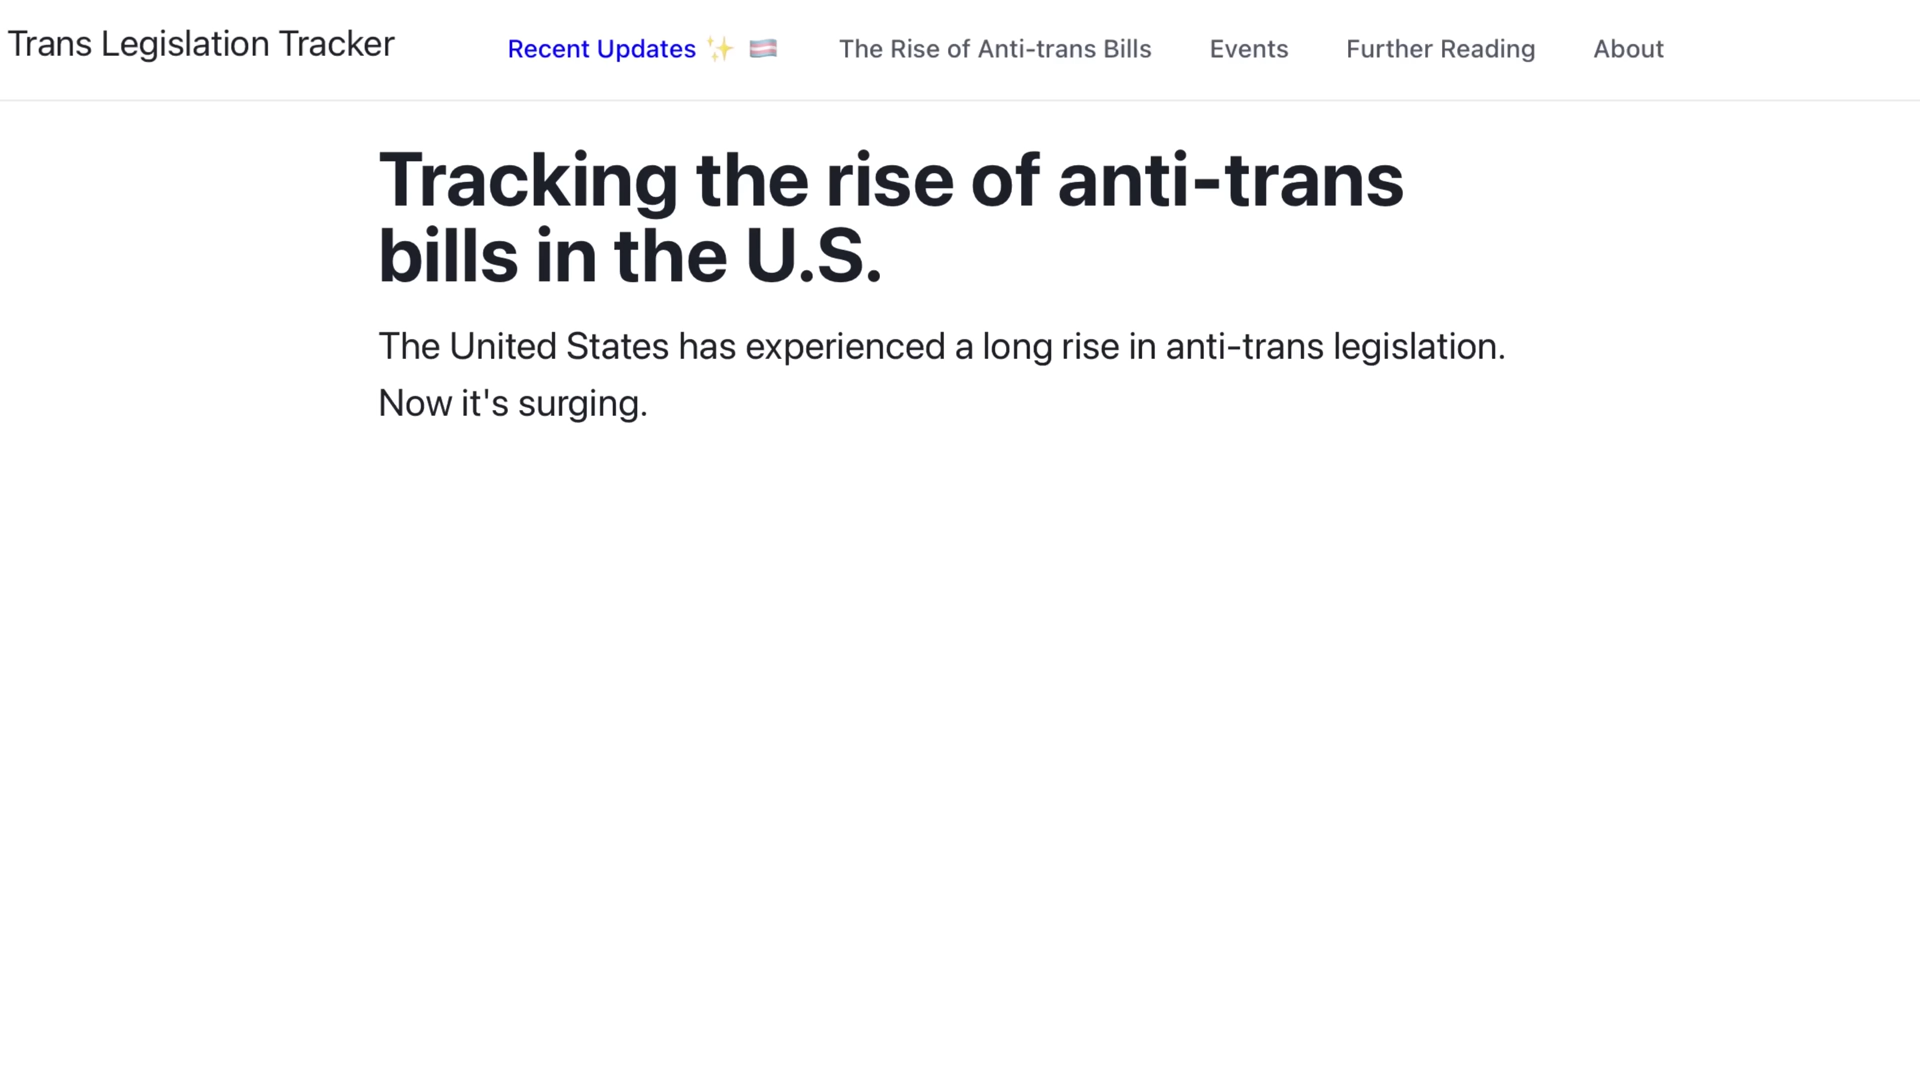 Trans Legislation Tracker
Recent Updates ✨ 🏳️‍⚧️
The Rise of Anti-trans Bills
Events
Further Reading
About
Tracking the rise of anti-trans
bills in the U.S.
The United States has experienced a long rise in anti-trans legislation.
Now it's surging.